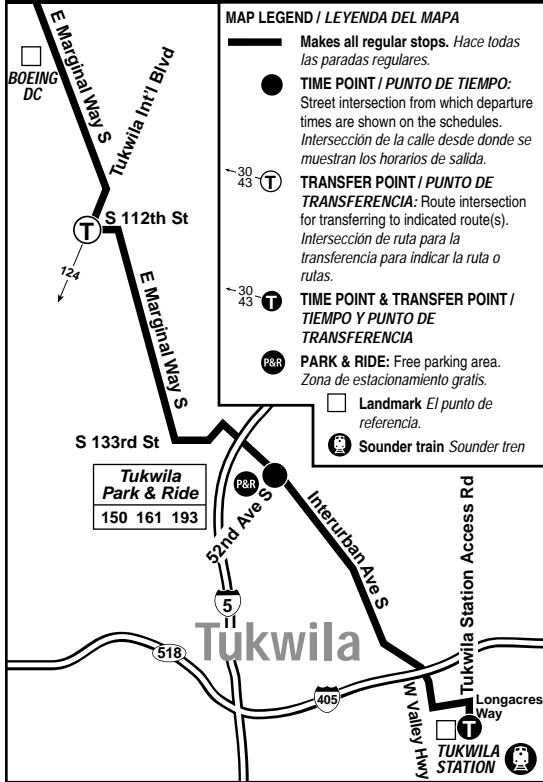 E Marginal Way S
BOEING
DC
Tukwila Int'l Blvd
T
S 112th St
124
E Marginal Way S
S 133rd St
Tukwila
Park & Ride
150 161 193
P&R
52nd Ave S
Interurban Ave S
5
Tukwila
518
405
W Valley Hwy
Tukwila Station Access Rd
Longacres
Way
T
TUKWILA
STATION
MAP LEGEND / LEYENDA DEL MAPA
Makes all regular stops. Hace todas
las paradas regulares.
TIME POINT / PUNTO DE TIEMPO:
Street intersection from which departure
times are shown on the schedules.
Intersección de la calle desde donde se
muestran los horarios de salida.
30
43
T
TRANSFER POINT / PUNTO DE
TRANSFERENCIA: Route intersection
for transferring to indicated route(s).
Intersección de ruta para la
transferencia para indicar la ruta o
rutas.
30
43
T
TIME POINT & TRANSFER POINT /
TIEMPO Y PUNTO DE
TRANSFERENCIA
P&R
PARK & RIDE: Free parking area.
Zona de estacionamiento gratis.
Landmark El punto de
referencia.
Sounder train Sounder tren